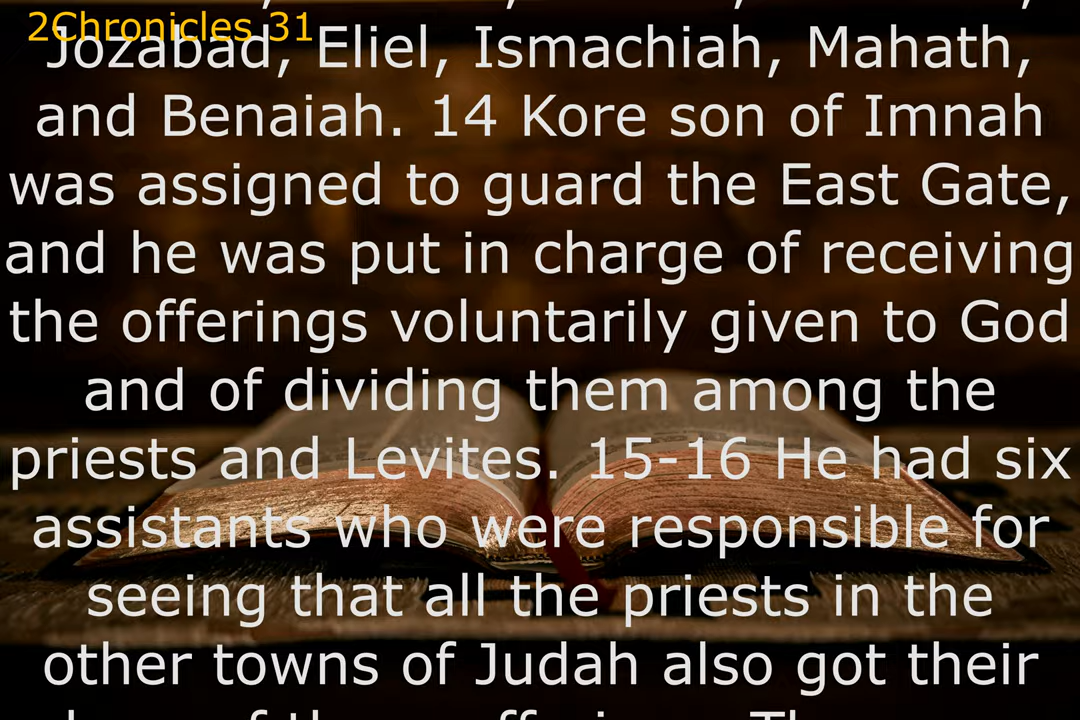 2Chronicles 31
Jozabad, Eliel, Ismachiah, Mahath,
and Benaiah. 14 Kore son of Imnah
was assigned to guard the East Gate,
and he was put in charge of receiving
the offerings voluntarily given to God
and of dividing them among the
priests and Levites. 15-16 He had six
assistants who were responsible for
seeing that all the priests in the
other towns of Judah also got their